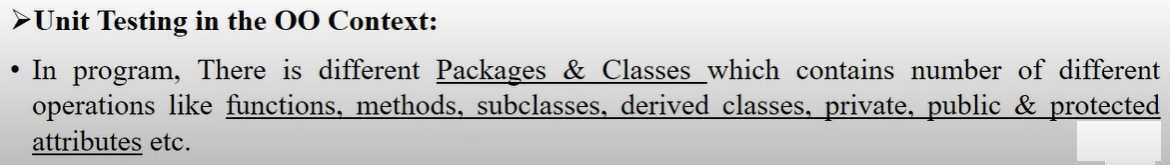 ➢Unit Testing in the OO Context:
• In program, There is different Packages & Classes which contains number of different
operations like functions, methods, subclasses, derived classes, private, public & protected
attributes etc.